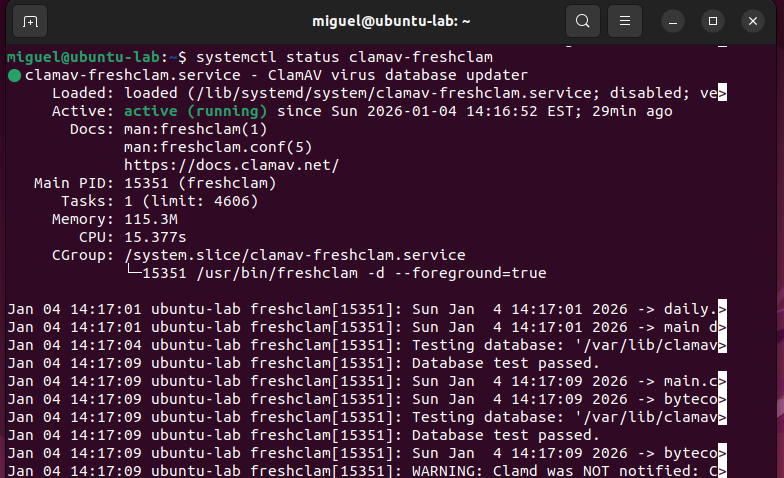 miguel@ubuntu-lab: ~
miguel@ubuntu-lab:~$ systemctl status clamav-freshclam
● clamav-freshclam.service - ClamAV virus database updater
     Loaded: loaded (/lib/systemd/system/clamav-freshclam.service; disabled; ve>
     Active: active (running) since Sun 2026-01-04 14:16:52 EST; 29min ago
       Docs: man:freshclam(1)
             man:freshclam.conf(5)
             https://docs.clamav.net/
   Main PID: 15351 (freshclam)
      Tasks: 1 (limit: 4606)
     Memory: 115.3M
        CPU: 15.377s
     CGroup: /system.slice/clamav-freshclam.service
             └─15351 /usr/bin/freshclam -d --foreground=true
Jan 04 14:17:01 ubuntu-lab freshclam[15351]: Sun Jan  4 14:17:01 2026 -> daily.>
Jan 04 14:17:01 ubuntu-lab freshclam[15351]: Sun Jan  4 14:17:01 2026 -> main d>
Jan 04 14:17:04 ubuntu-lab freshclam[15351]: Testing database: '/var/lib/clamav>
Jan 04 14:17:09 ubuntu-lab freshclam[15351]: Database test passed.
Jan 04 14:17:09 ubuntu-lab freshclam[15351]: Sun Jan  4 14:17:09 2026 -> main.c>
Jan 04 14:17:09 ubuntu-lab freshclam[15351]: Sun Jan  4 14:17:09 2026 -> byteco>
Jan 04 14:17:09 ubuntu-lab freshclam[15351]: Testing database: '/var/lib/clamav>
Jan 04 14:17:09 ubuntu-lab freshclam[15351]: Database test passed.
Jan 04 14:17:09 ubuntu-lab freshclam[15351]: Sun Jan  4 14:17:09 2026 -> byteco>
Jan 04 14:17:09 ubuntu-lab freshclam[15351]: WARNING: Clamd was NOT notified: C>